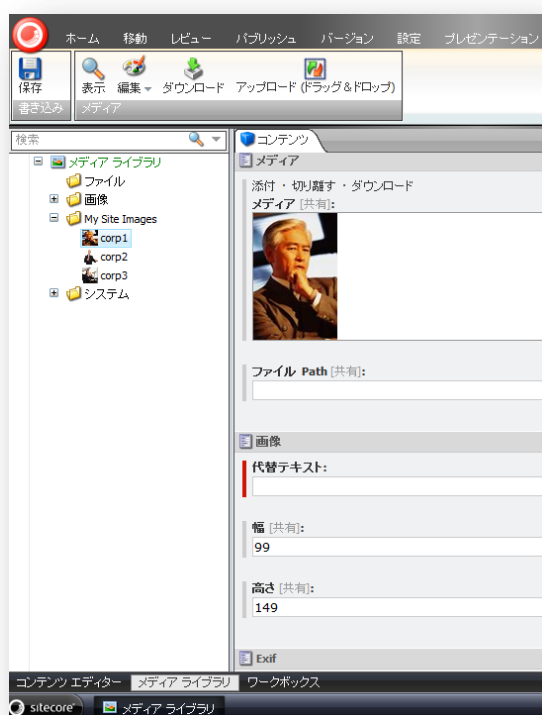 ホーム 移動 レビュー パブリッシュ バージョン 設定 プレゼンテーション
保存 表示 編集 ダウンロード アップロード (ドラッグ&ドロップ)
書き込み メディア
検索 コンテンツ
メディア ライブラリ
ファイル
画像
My Site Images
corp1
corp2
corp3
システム
メディア
添付 ・ 切り離す ・ ダウンロード
メディア [共有]:
ファイル Path [共有]:
画像
代替テキスト:
幅 [共有]:
99
高さ [共有]:
149
Exif
コンテンツ エディター メディア ライブラリ ワークボックス
sitecore メディア ライブラリ